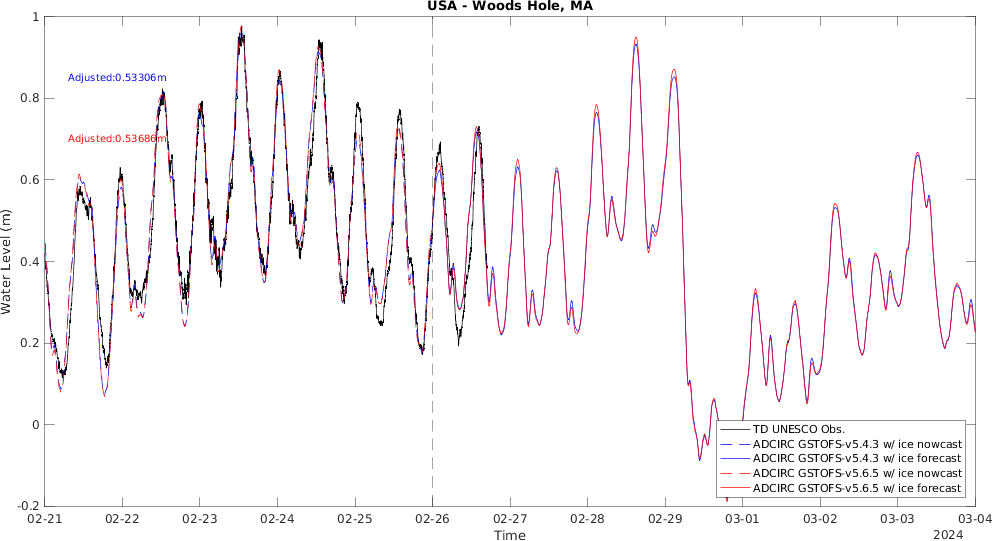 USA - Woods Hole, MA
Water Level (m)
1
0.8
0.6
0.4
0.2
0
-0.2
Adjusted:0.53306m
Adjusted:0.53686m
TD UNESCO Obs.
ADCIRC GSTOFS-v5.4.3 w/ ice nowcast
ADCIRC GSTOFS-v5.4.3 w/ ice forecast
ADCIRC GSTOFS-v5.6.5 w/ ice nowcast
ADCIRC GSTOFS-v5.6.5 w/ ice forecast
02-21 02-22 02-23 02-24 02-25 02-26 02-27 02-28 02-29 03-01 03-02 03-03 03-04
Time
2024